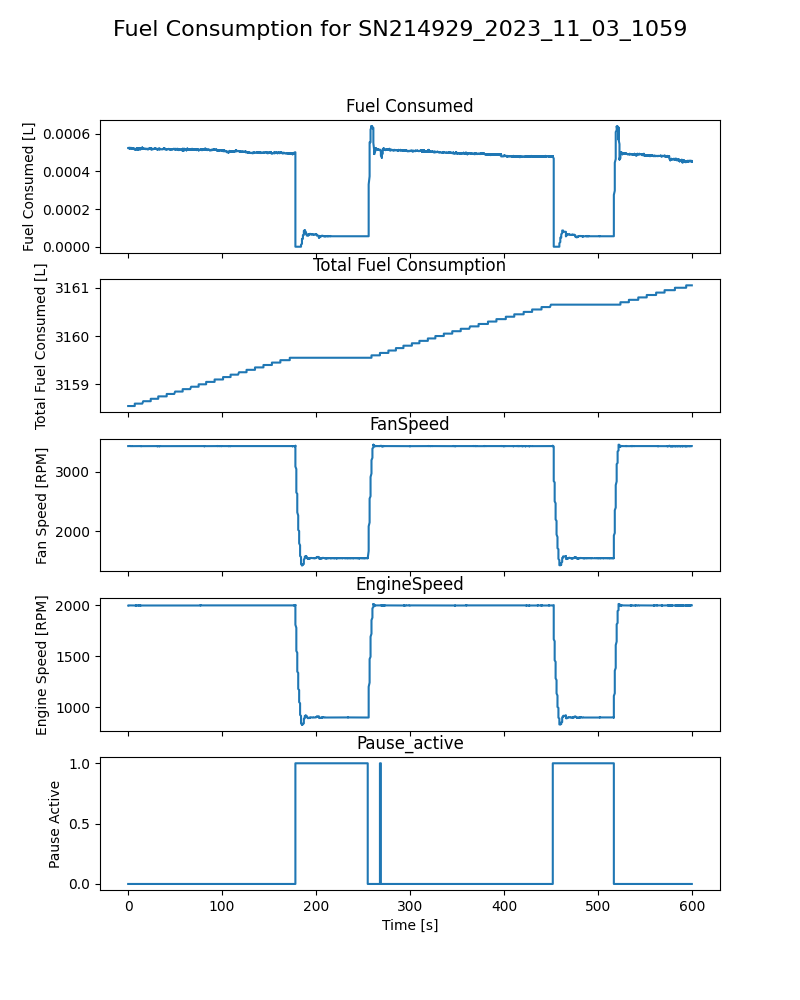 Fuel Consumption for SN214929_2023_11_03_1059
Fuel Consumed
Fuel Consumed [L]
0.0006
0.0004
0.0002
0.0000
Total Fuel Consumption
Total Fuel Consumed [L]
3161
3160
3159
FanSpeed
Fan Speed [RPM]
3000
2000
EngineSpeed
Engine Speed [RPM]
2000
1500
1000
Pause_active
Pause Active
1.0
0.5
0.0
0 100 200 300 400 500 600
Time [s]